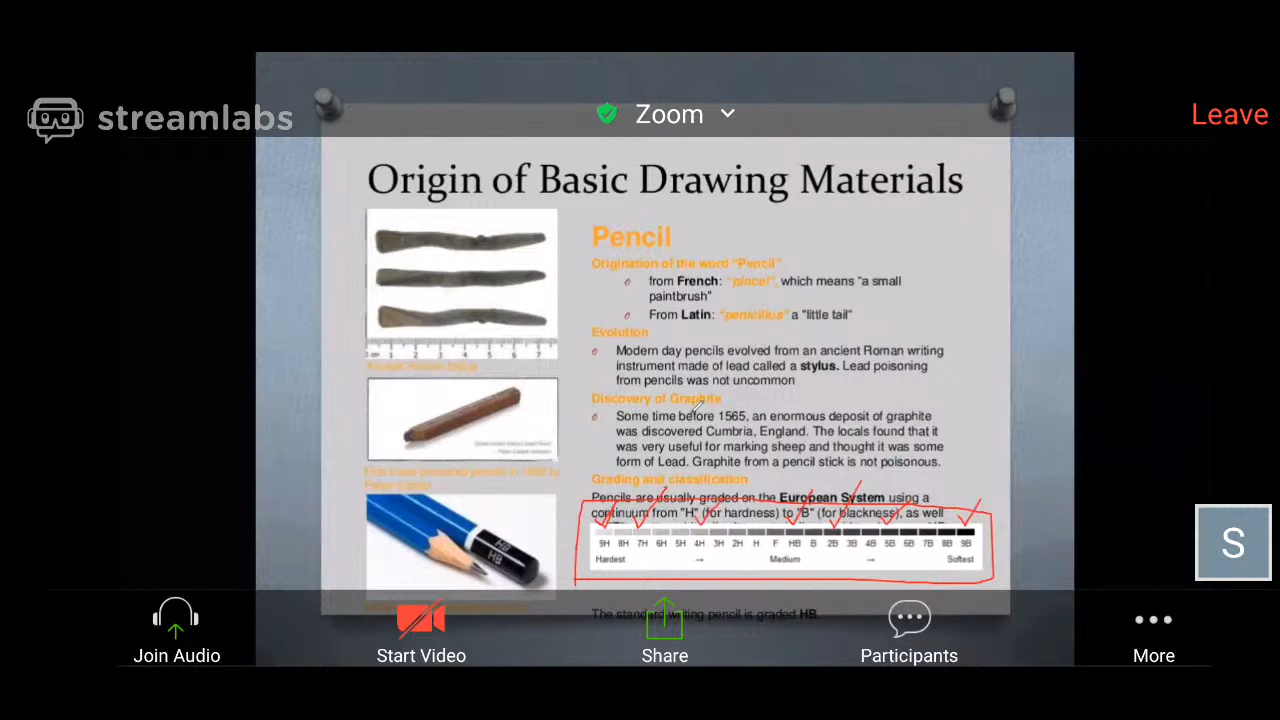 streamlabs
Zoom
Leave
Origin of Basic Drawing Materials
Pencil
Origination of the word "Pencil"
from French: "pincel", which means "a small
paintbrush"
From Latin: "penicillus" a "little tail"
Evolution
Modern day pencils evolved from an ancient Roman writing
instrument made of lead called a stylus. Lead poisoning
from pencils was not uncommon
Discovery of Graphite
Some time before 1565, an enormous deposit of graphite
was discovered Cumbria, England. The locals found that it
was very useful for marking sheep and thought it was some
form of Lead. Graphite from a pencil stick is not poisonous.
Grading and classification
Pencils are usually graded on the European System using a
continuum from "H" (for hardness) to "B" (for blackness), as well
9H 8H 7H 6H 5H 4H 3H 2H H F HB B 2B 3B 4B 5B 6B 7B 8B 9B
Hardest → Medium → Softest
The standard writing pencil is graded HB.
1 2 3 4 5 6 7
HB
S
Join Audio
Start Video
Share
Participants
More